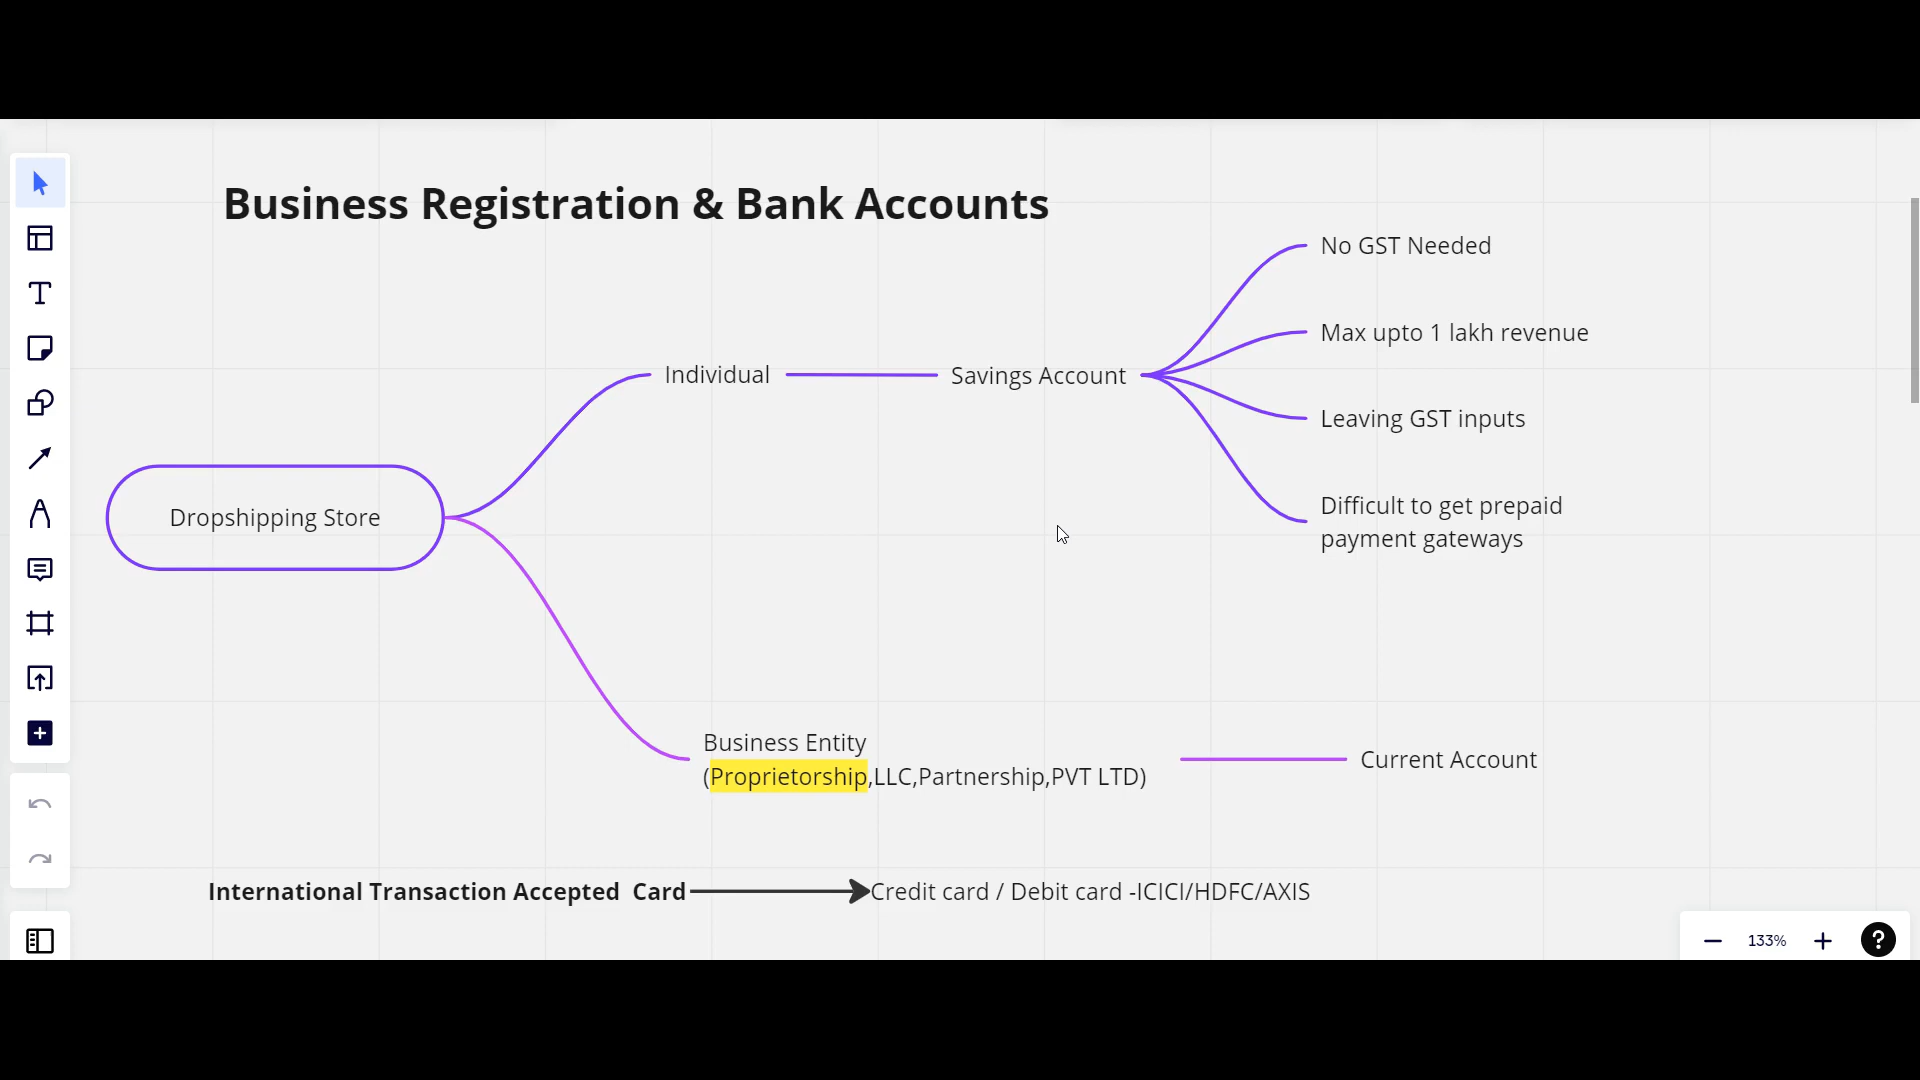 Business Registration & Bank Accounts
No GST Needed
Max upto 1 lakh revenue
Individual
Savings Account
Leaving GST inputs
Difficult to get prepaid
payment gateways
Dropshipping Store
Business Entity
(Proprietorship,LLC,Partnership,PVT LTD)
Current Account
International Transaction Accepted  Card
Credit card / Debit card -ICICI/HDFC/AXIS
133%